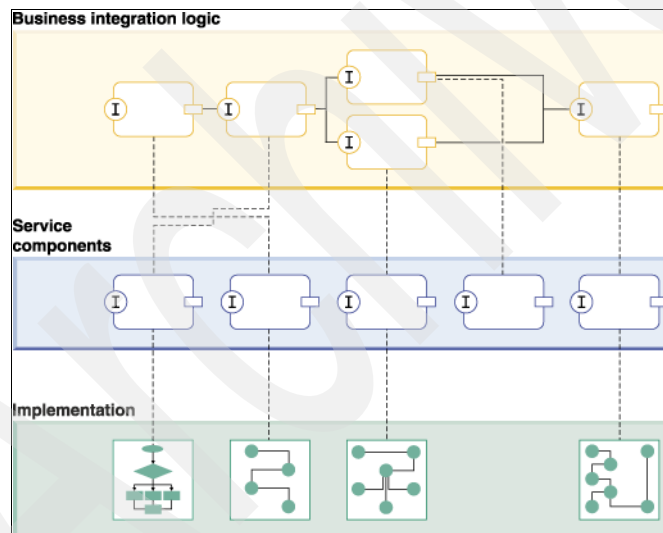 Business integration logic
I
I I I
I
Service
components
I I I I I
Implementation